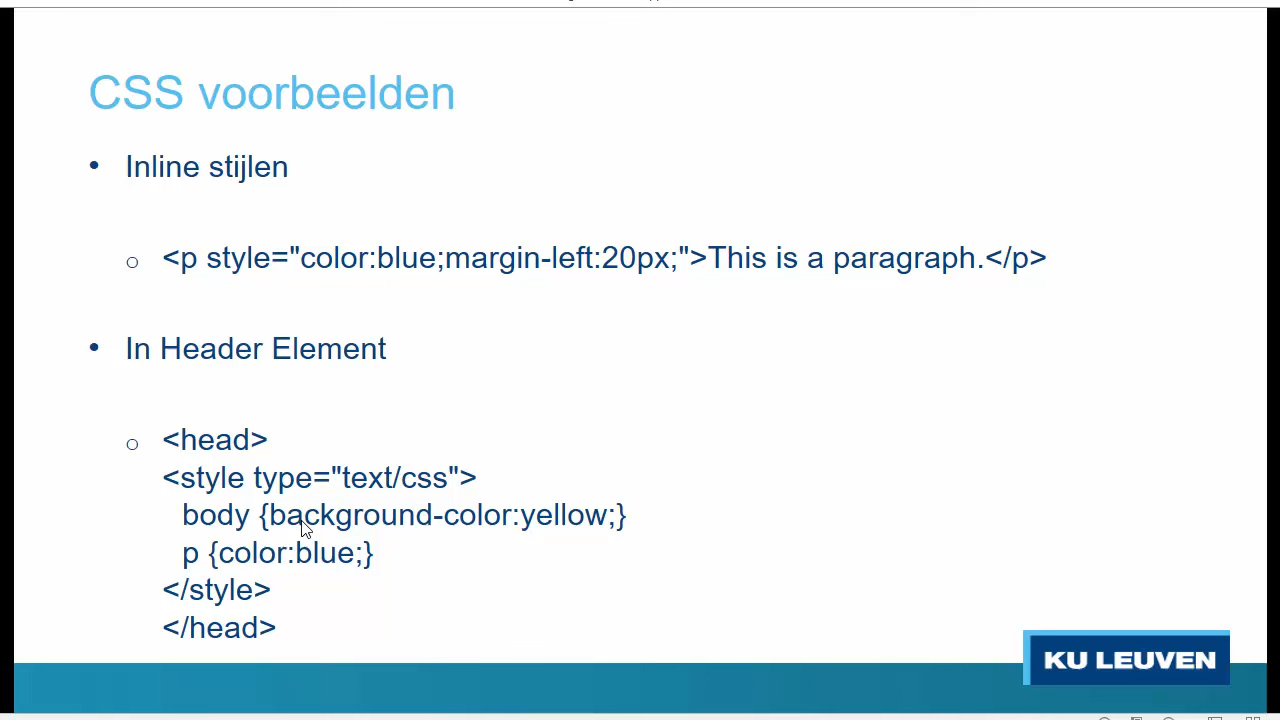 CSS voorbeelden
• Inline stijlen
o <p style="color:blue;margin-left:20px;">This is a paragraph.</p>
• In Header Element
o <head>
<style type="text/css">
body {background-color:yellow;}
p {color:blue;}
</style>
</head>
KU LEUVEN